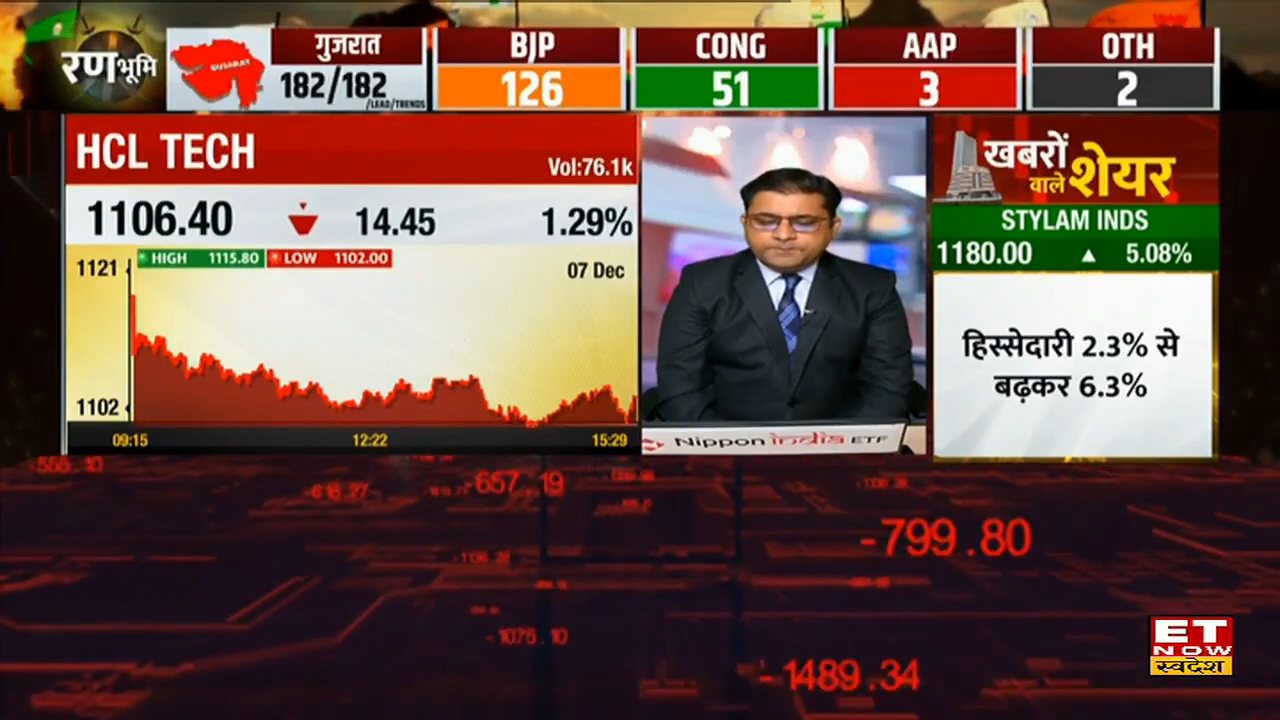 रणभूमि
GUJARAT
गुजरात
182/182
/LEAD/TRENDS
BJP
126
CONG
51
AAP
3
OTH
2
HCL TECH
Vol:76.1k
1106.40 14.45 1.29%
HIGH 1115.80 LOW 1102.00
07 Dec
1121
1102
09:15 12:22 15:29
Nippon india ETF
खबरों
वाले शेयर
STYLAM INDS
1180.00 5.08%
हिस्सेदारी 2.3% से
बढ़कर 6.3%
-657.19
-799.80
-1075.10
-1489.34
ET
NOW
स्वदेश